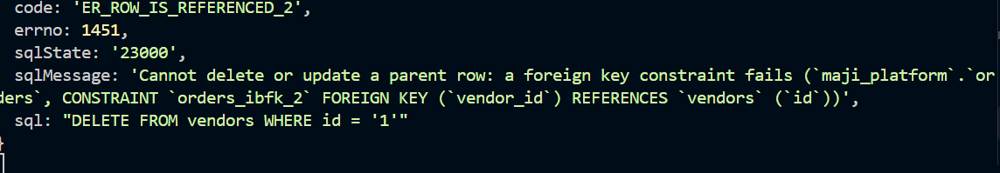 code: 'ER_ROW_IS_REFERENCED_2',
errno: 1451,
sqlState: '23000',
sqlMessage: 'Cannot delete or update a parent row: a foreign key constraint fails (`maji_platform`.`or
ders`, CONSTRAINT `orders_ibfk_2` FOREIGN KEY (`vendor_id`) REFERENCES `vendors` (`id`))',
sql: "DELETE FROM vendors WHERE id = '1'"
}